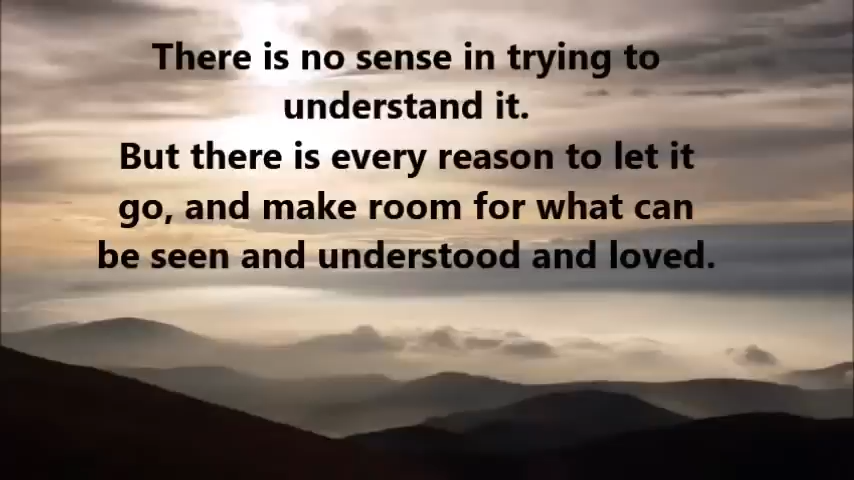 There is no sense in trying to
understand it.
But there is every reason to let it
go, and make room for what can
be seen and understood and loved.